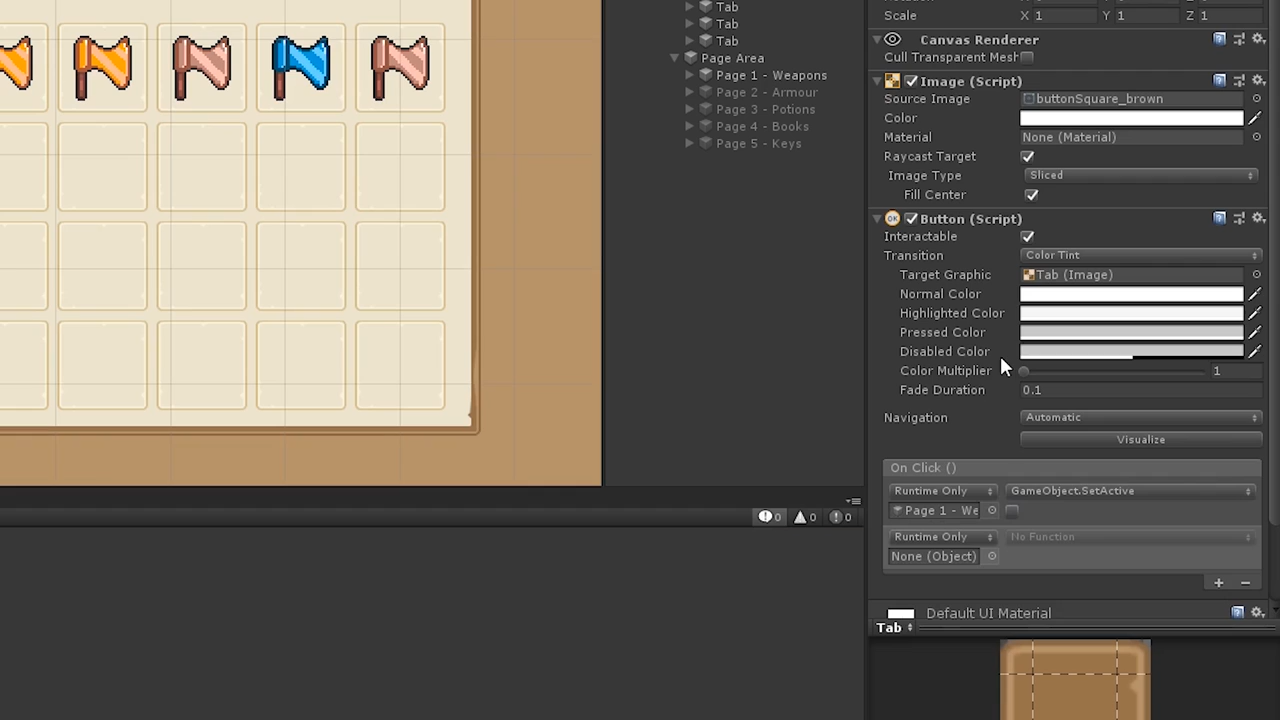 Tab
Tab
Tab
Page Area
Page 1 - Weapons
Page 2 - Armour
Page 3 - Potions
Page 4 - Books
Page 5 - Keys
0 0 0
Scale X 1 Y 1 Z 1
Canvas Renderer
Cull Transparent Mesh
Image (Script)
Source Image buttonSquare_brown
Color
Material None (Material)
Raycast Target
Image Type Sliced
Fill Center
OK Button (Script)
Interactable
Transition Color Tint
Target Graphic Tab (Image)
Normal Color
Highlighted Color
Pressed Color
Disabled Color
Color Multiplier 1
Fade Duration 0.1
Navigation Automatic
Visualize
On Click ()
Runtime Only GameObject.SetActive
Page 1 - We
Runtime Only No Function
None (Object)
+ −
Default UI Material
Tab